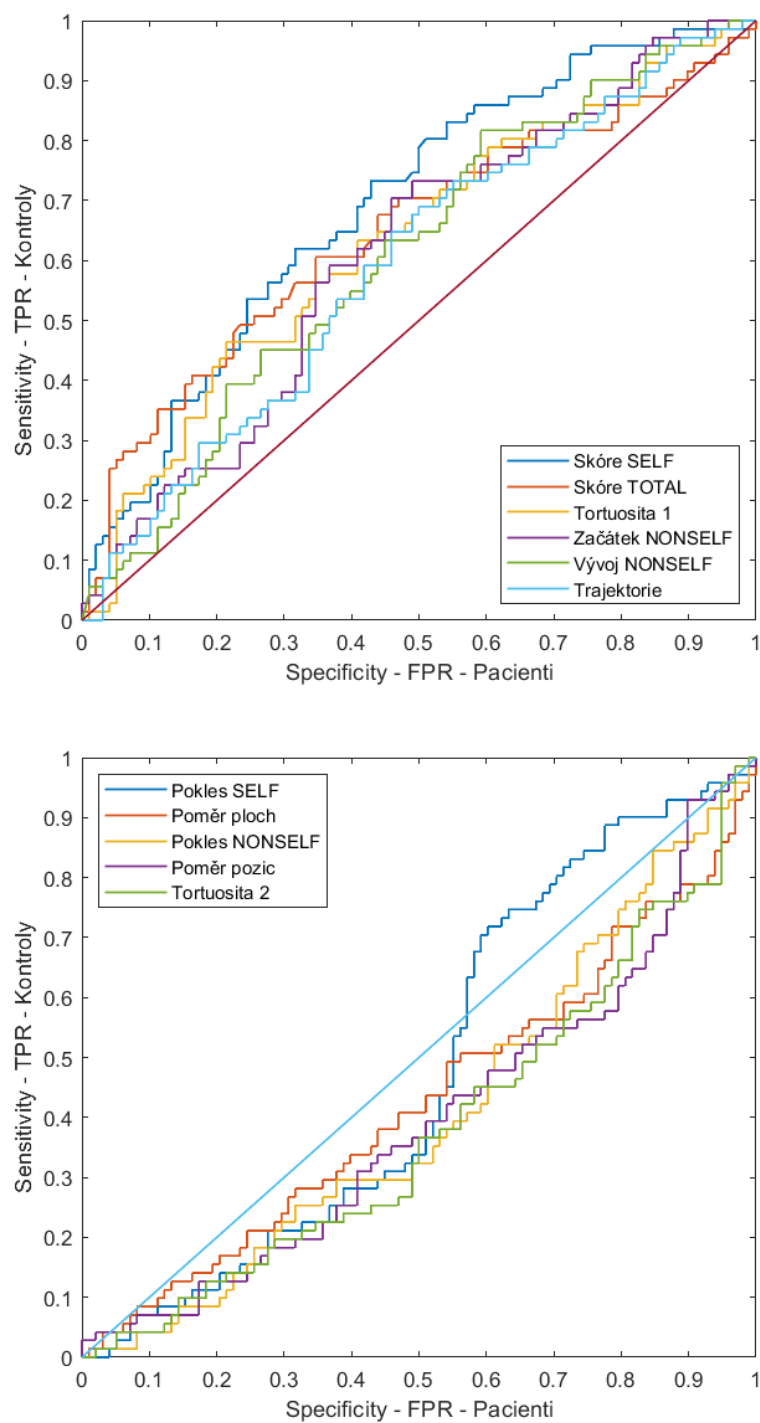 1
0.9
0.8
0.7
0.6
0.5
0.4
0.3
0.2
0.1
0
Sensitivity - TPR - Kontroly
Skóre SELF
Skóre TOTAL
Tortuosita 1
Začátek NONSELF
Vývoj NONSELF
Trajektorie
0 0.1 0.2 0.3 0.4 0.5 0.6 0.7 0.8 0.9 1
Specificity - FPR - Pacienti
1
0.9
0.8
0.7
0.6
0.5
0.4
0.3
0.2
0.1
0
Sensitivity - TPR - Kontroly
Pokles SELF
Poměr ploch
Pokles NONSELF
Poměr pozic
Tortuosita 2
0 0.1 0.2 0.3 0.4 0.5 0.6 0.7 0.8 0.9 1
Specificity - FPR - Pacienti